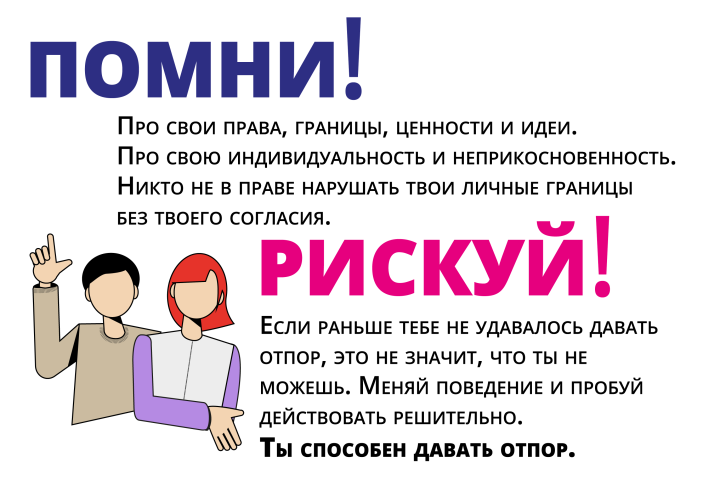 ПОМНИ!
Про свои права, границы, ценности и идеи.
Про свою индивидуальность и неприкосновенность.
Никто не в праве нарушать твои личные границы
без твоего согласия.
РИСКУЙ!
Если раньше тебе не удавалось давать
отпор, это не значит, что ты не
можешь. Меняй поведение и пробуй
действовать решительно.
Ты способен давать отпор.